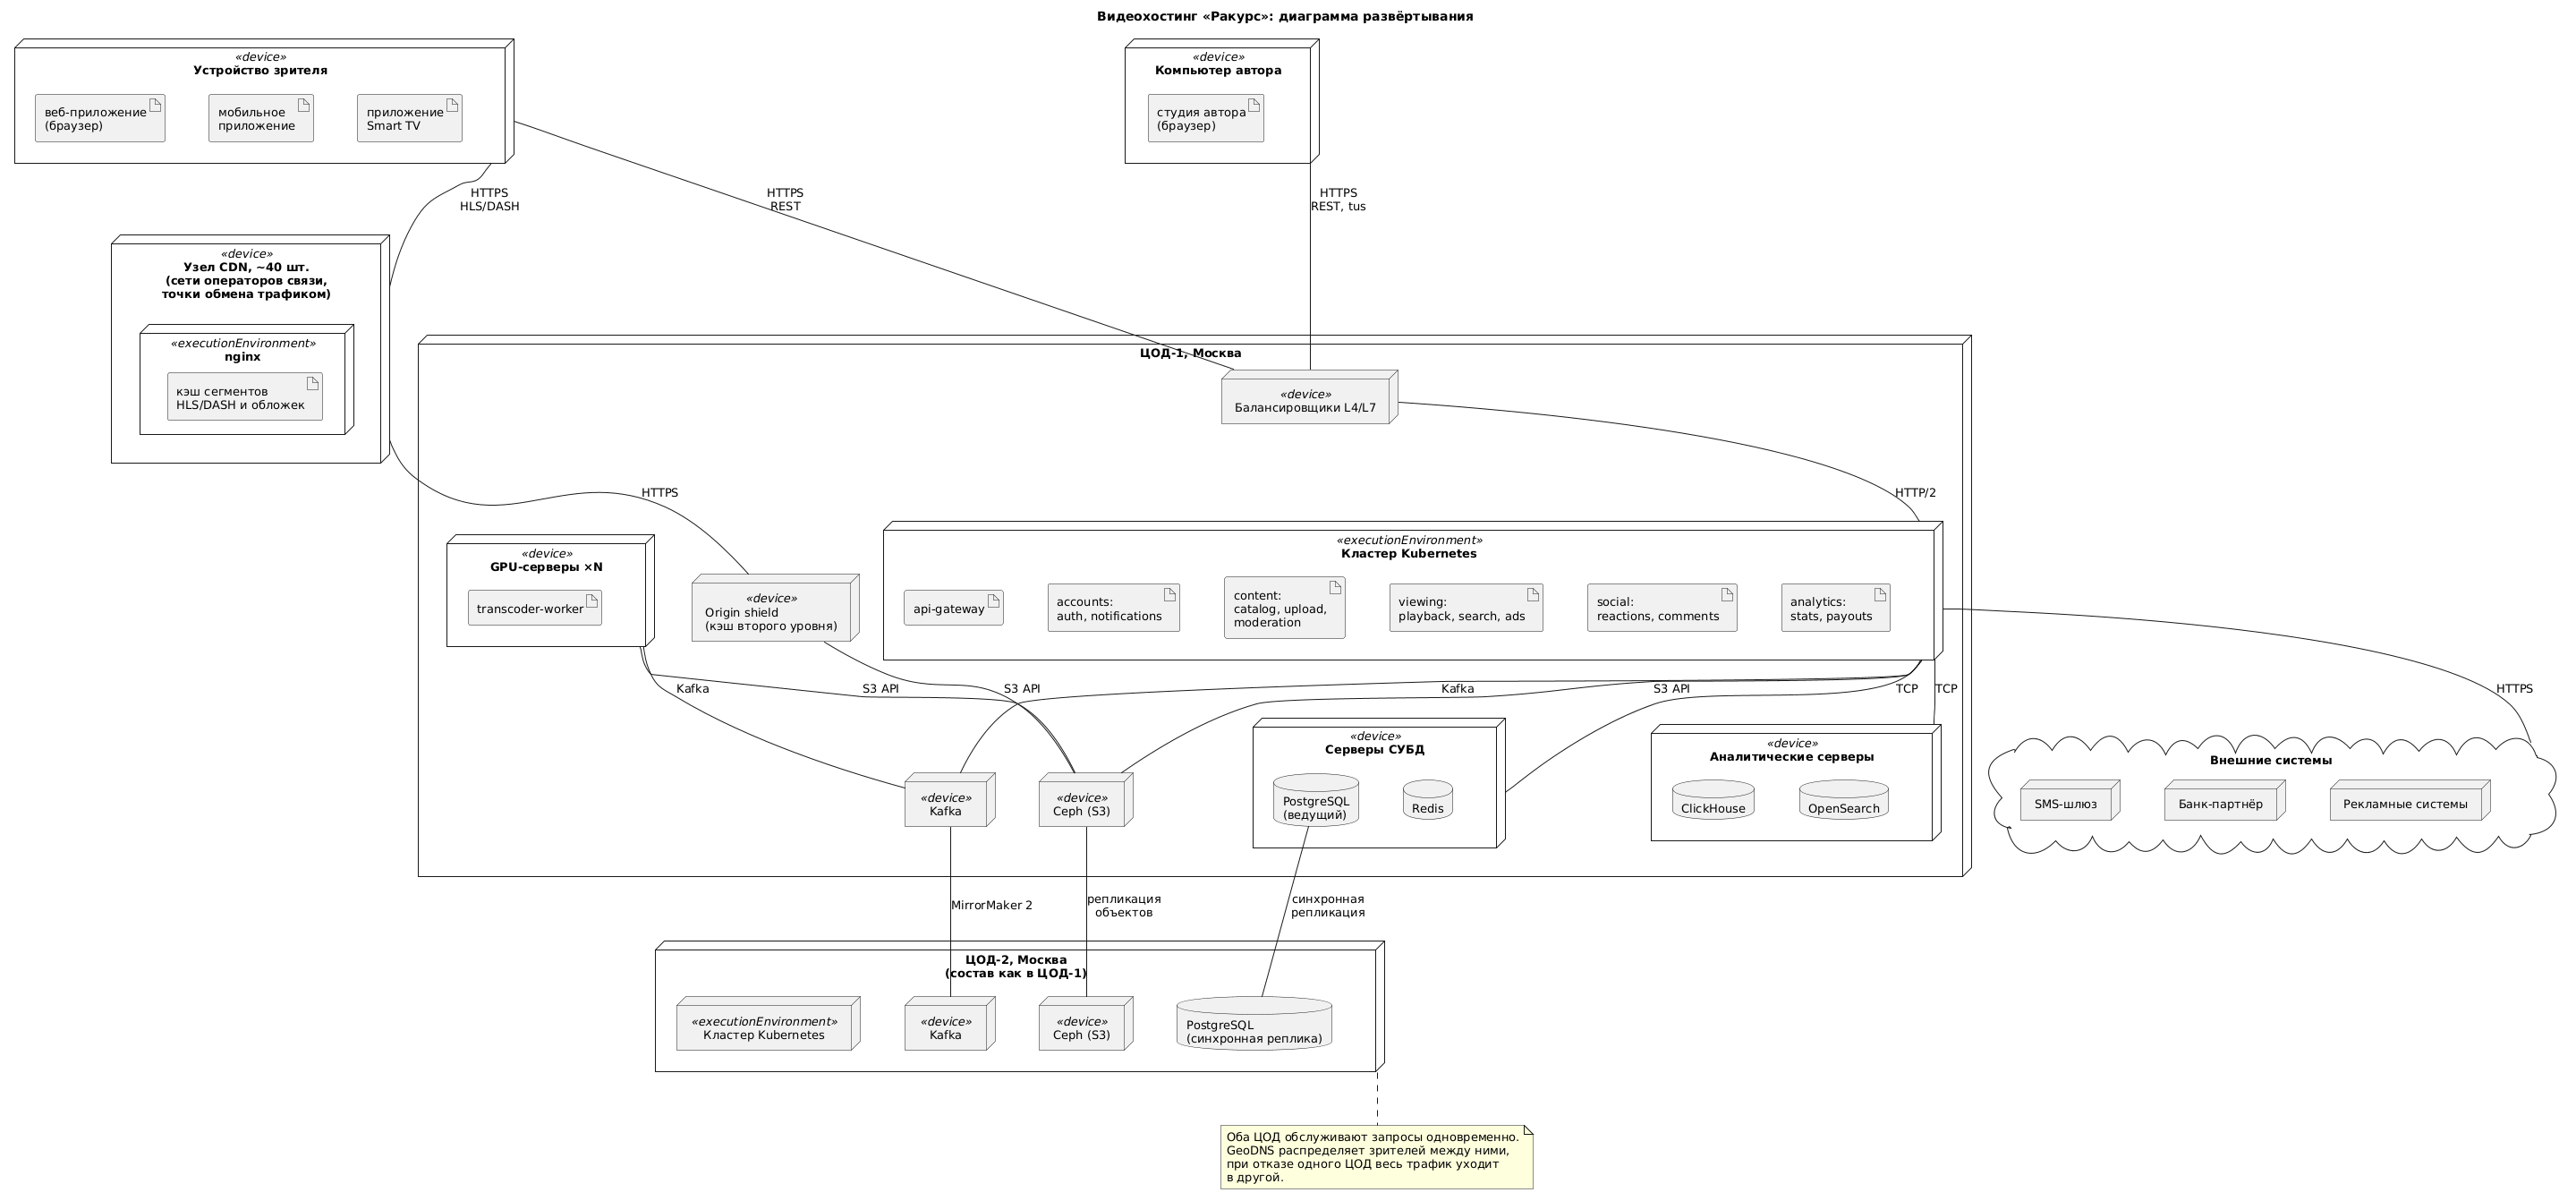 Видеохостинг «Ракурс»: диаграмма развёртывания
«device»
Устройство зрителя
веб-приложение
(браузер)
мобильное
приложение
приложение
Smart TV
«device»
Компьютер автора
студия автора
(браузер)
HTTPS
HLS/DASH
HTTPS
REST
HTTPS
REST, tus
«device»
Узел CDN, ~40 шт.
(сети операторов связи,
точки обмена трафиком)
«executionEnvironment»
nginx
кэш сегментов
HLS/DASH и обложек
ЦОД-1, Москва
«device»
Балансировщики L4/L7
HTTPS
HTTP/2
«device»
GPU-серверы ×N
transcoder-worker
«device»
Origin shield
(кэш второго уровня)
«executionEnvironment»
Кластер Kubernetes
api-gateway
accounts:
auth, notifications
content:
catalog, upload,
moderation
viewing:
playback, search, ads
social:
reactions, comments
analytics:
stats, payouts
Kafka
S3 API
S3 API
Kafka
S3 API
TCP
TCP
HTTPS
«device»
Kafka
«device»
Ceph (S3)
«device»
Серверы СУБД
PostgreSQL
(ведущий)
Redis
«device»
Аналитические серверы
ClickHouse
OpenSearch
Внешние системы
SMS-шлюз
Банк-партнёр
Рекламные системы
MirrorMaker 2
репликация
объектов
синхронная
репликация
ЦОД-2, Москва
(состав как в ЦОД-1)
«executionEnvironment»
Кластер Kubernetes
«device»
Kafka
«device»
Ceph (S3)
PostgreSQL
(синхронная реплика)
Оба ЦОД обслуживают запросы одновременно.
GeoDNS распределяет зрителей между ними,
при отказе одного ЦОД весь трафик уходит
в другой.